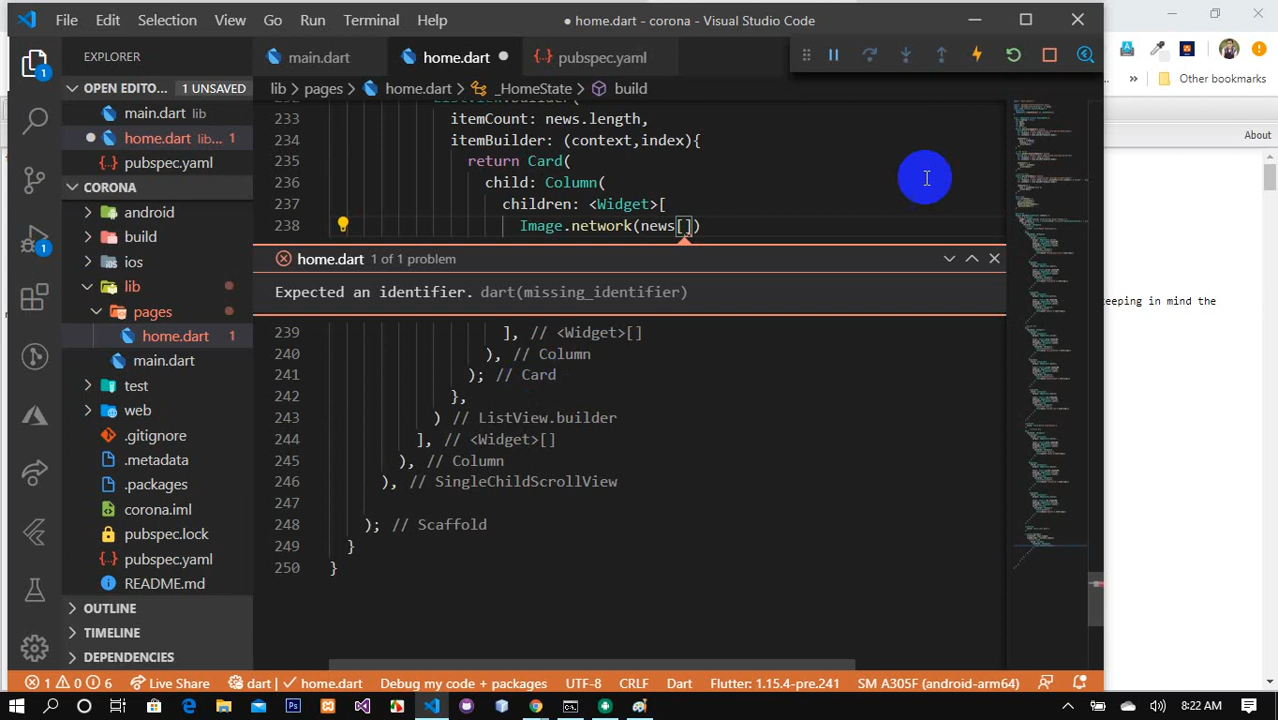 File Edit Selection View Go Run Terminal Help
● home.dart - corona - Visual Studio Code
EXPLORER
main.dart
home.dart
pubspec.yaml
Other bookmarks
OPEN EDITO... 1 UNSAVED
lib > pages > home.dart > _HomeState > build
main.dart lib
home.dart lib... 1
pubspec.yaml
CORONA
android
build
ios
lib
pages
home.dart 1
main.dart
test
web
.gitignore
.metadata
.packages
corona.iml
pubspec.lock
pubspec.yaml
README.md
OUTLINE
TIMELINE
DEPENDENCIES
1
1
233 itemCount: news.length,
234 itemBuilder: (context,index){
235 return Card(
236 child: Column(
237 children: <Widget>[
238 Image.network(news[])
home.dart 1 of 1 problem
Expected an identifier. dart(missing_identifier)
239 ], // <Widget>[]
240 ), // Column
241 ); // Card
242 },
243 ) // ListView.builder
244 ], // <Widget>[]
245 ), // Column
246 ), // SingleChildScrollView
247
248 ); // Scaffold
249 }
250 }
About
eeping in mind the
1 0 6 Live Share dart | home.dart Debug my code + packages UTF-8 CRLF Dart Flutter: 1.15.4-pre.241 SM A305F (android-arm64)
8:22 AM